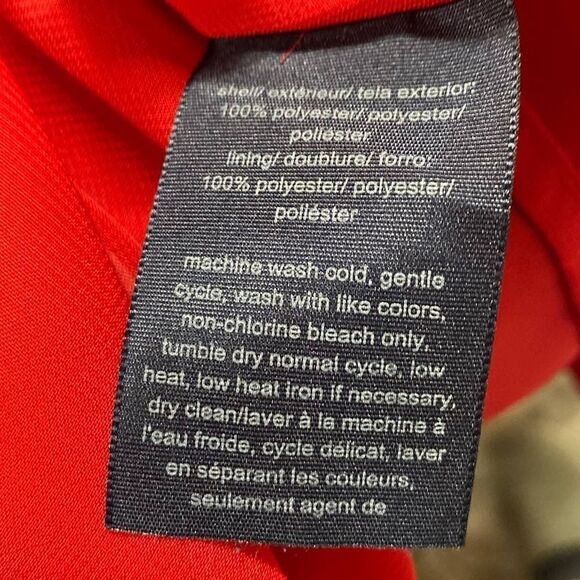 shell/ extérieur/ tela exterior:
100% polyester/ polyester/
poliéster
lining/ doublure/ forro:
100% polyester/ polyester/
poliéster
machine wash cold, gentle
cycle, wash with like colors,
non-chlorine bleach only,
tumble dry normal cycle, low
heat, low heat iron if necessary,
dry clean/laver à la machine à
l'eau froide, cycle délicat, laver
en séparant les couleurs,
seulement agent de